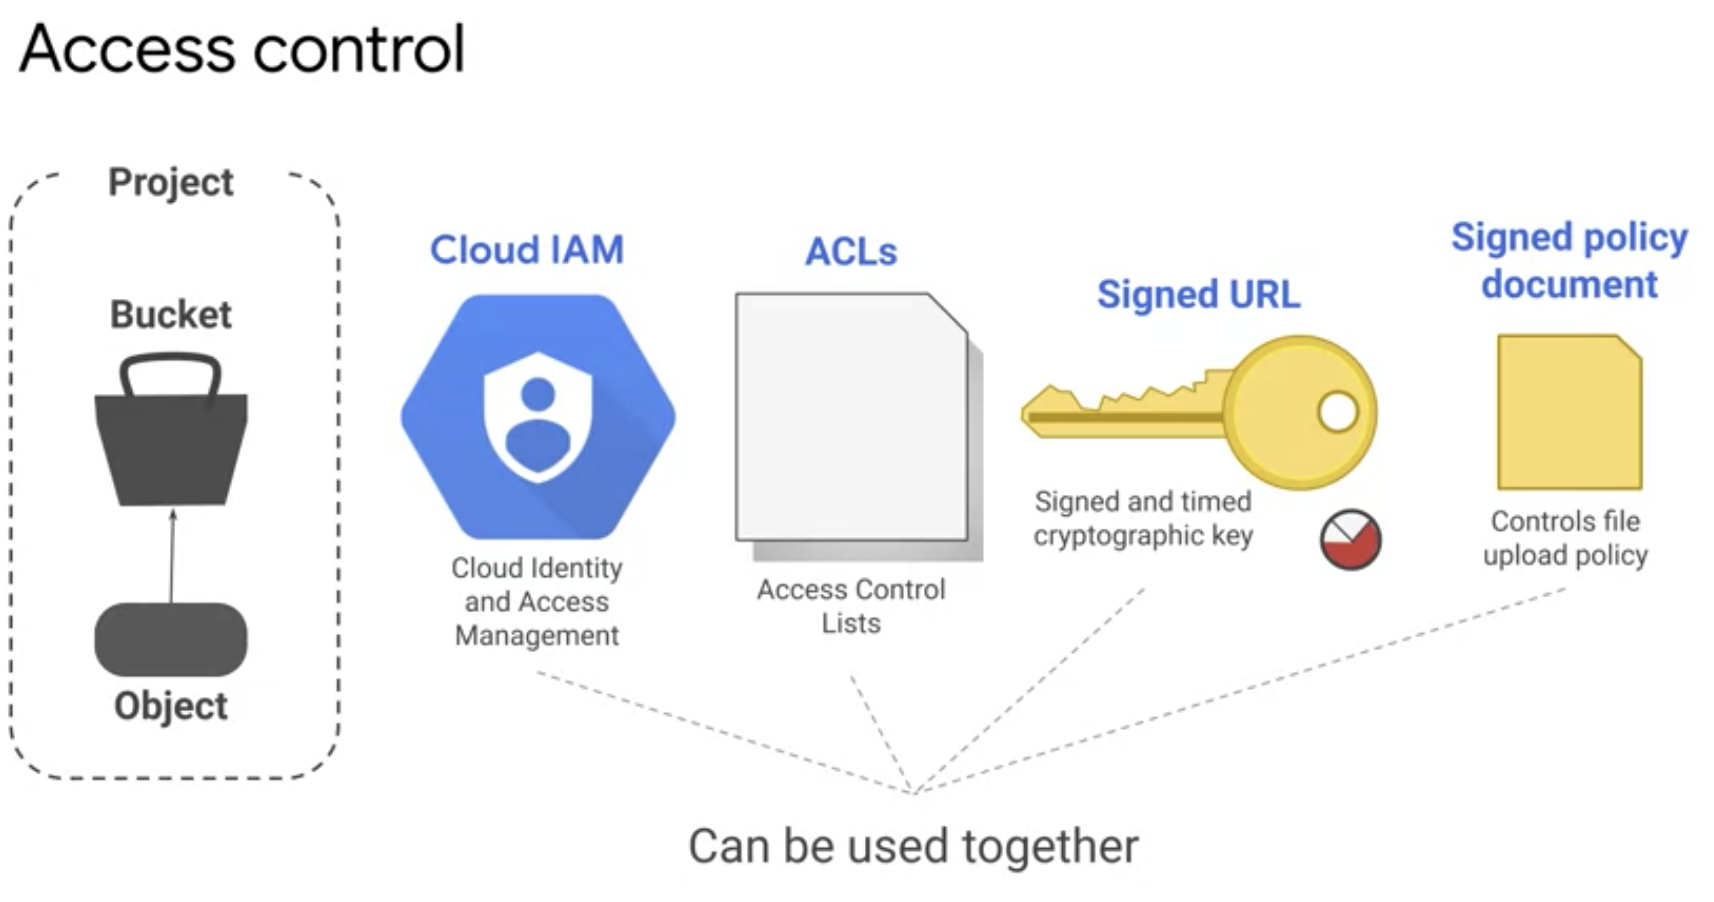 Access control
Project
Bucket
Object
Cloud IAM
Cloud Identity
and Access
Management
ACLs
Access Control
Lists
Signed URL
Signed and timed
cryptographic key
Signed policy
document
Controls file
upload policy
Can be used together